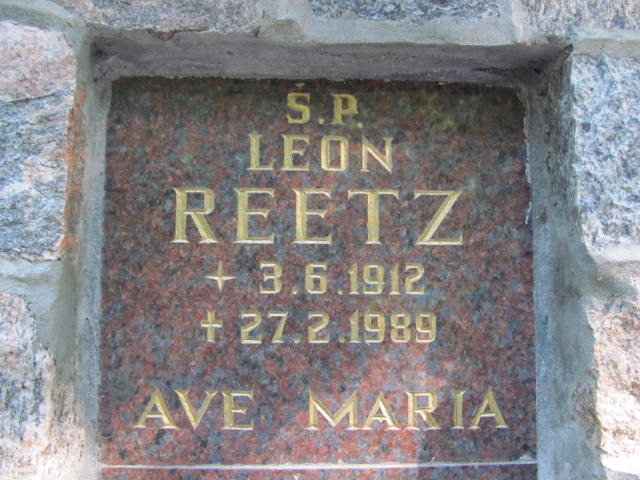 Ś.P.
LEON
REETZ
✦ 3.6.1912
✝ 27.2.1989
AVE MARIA